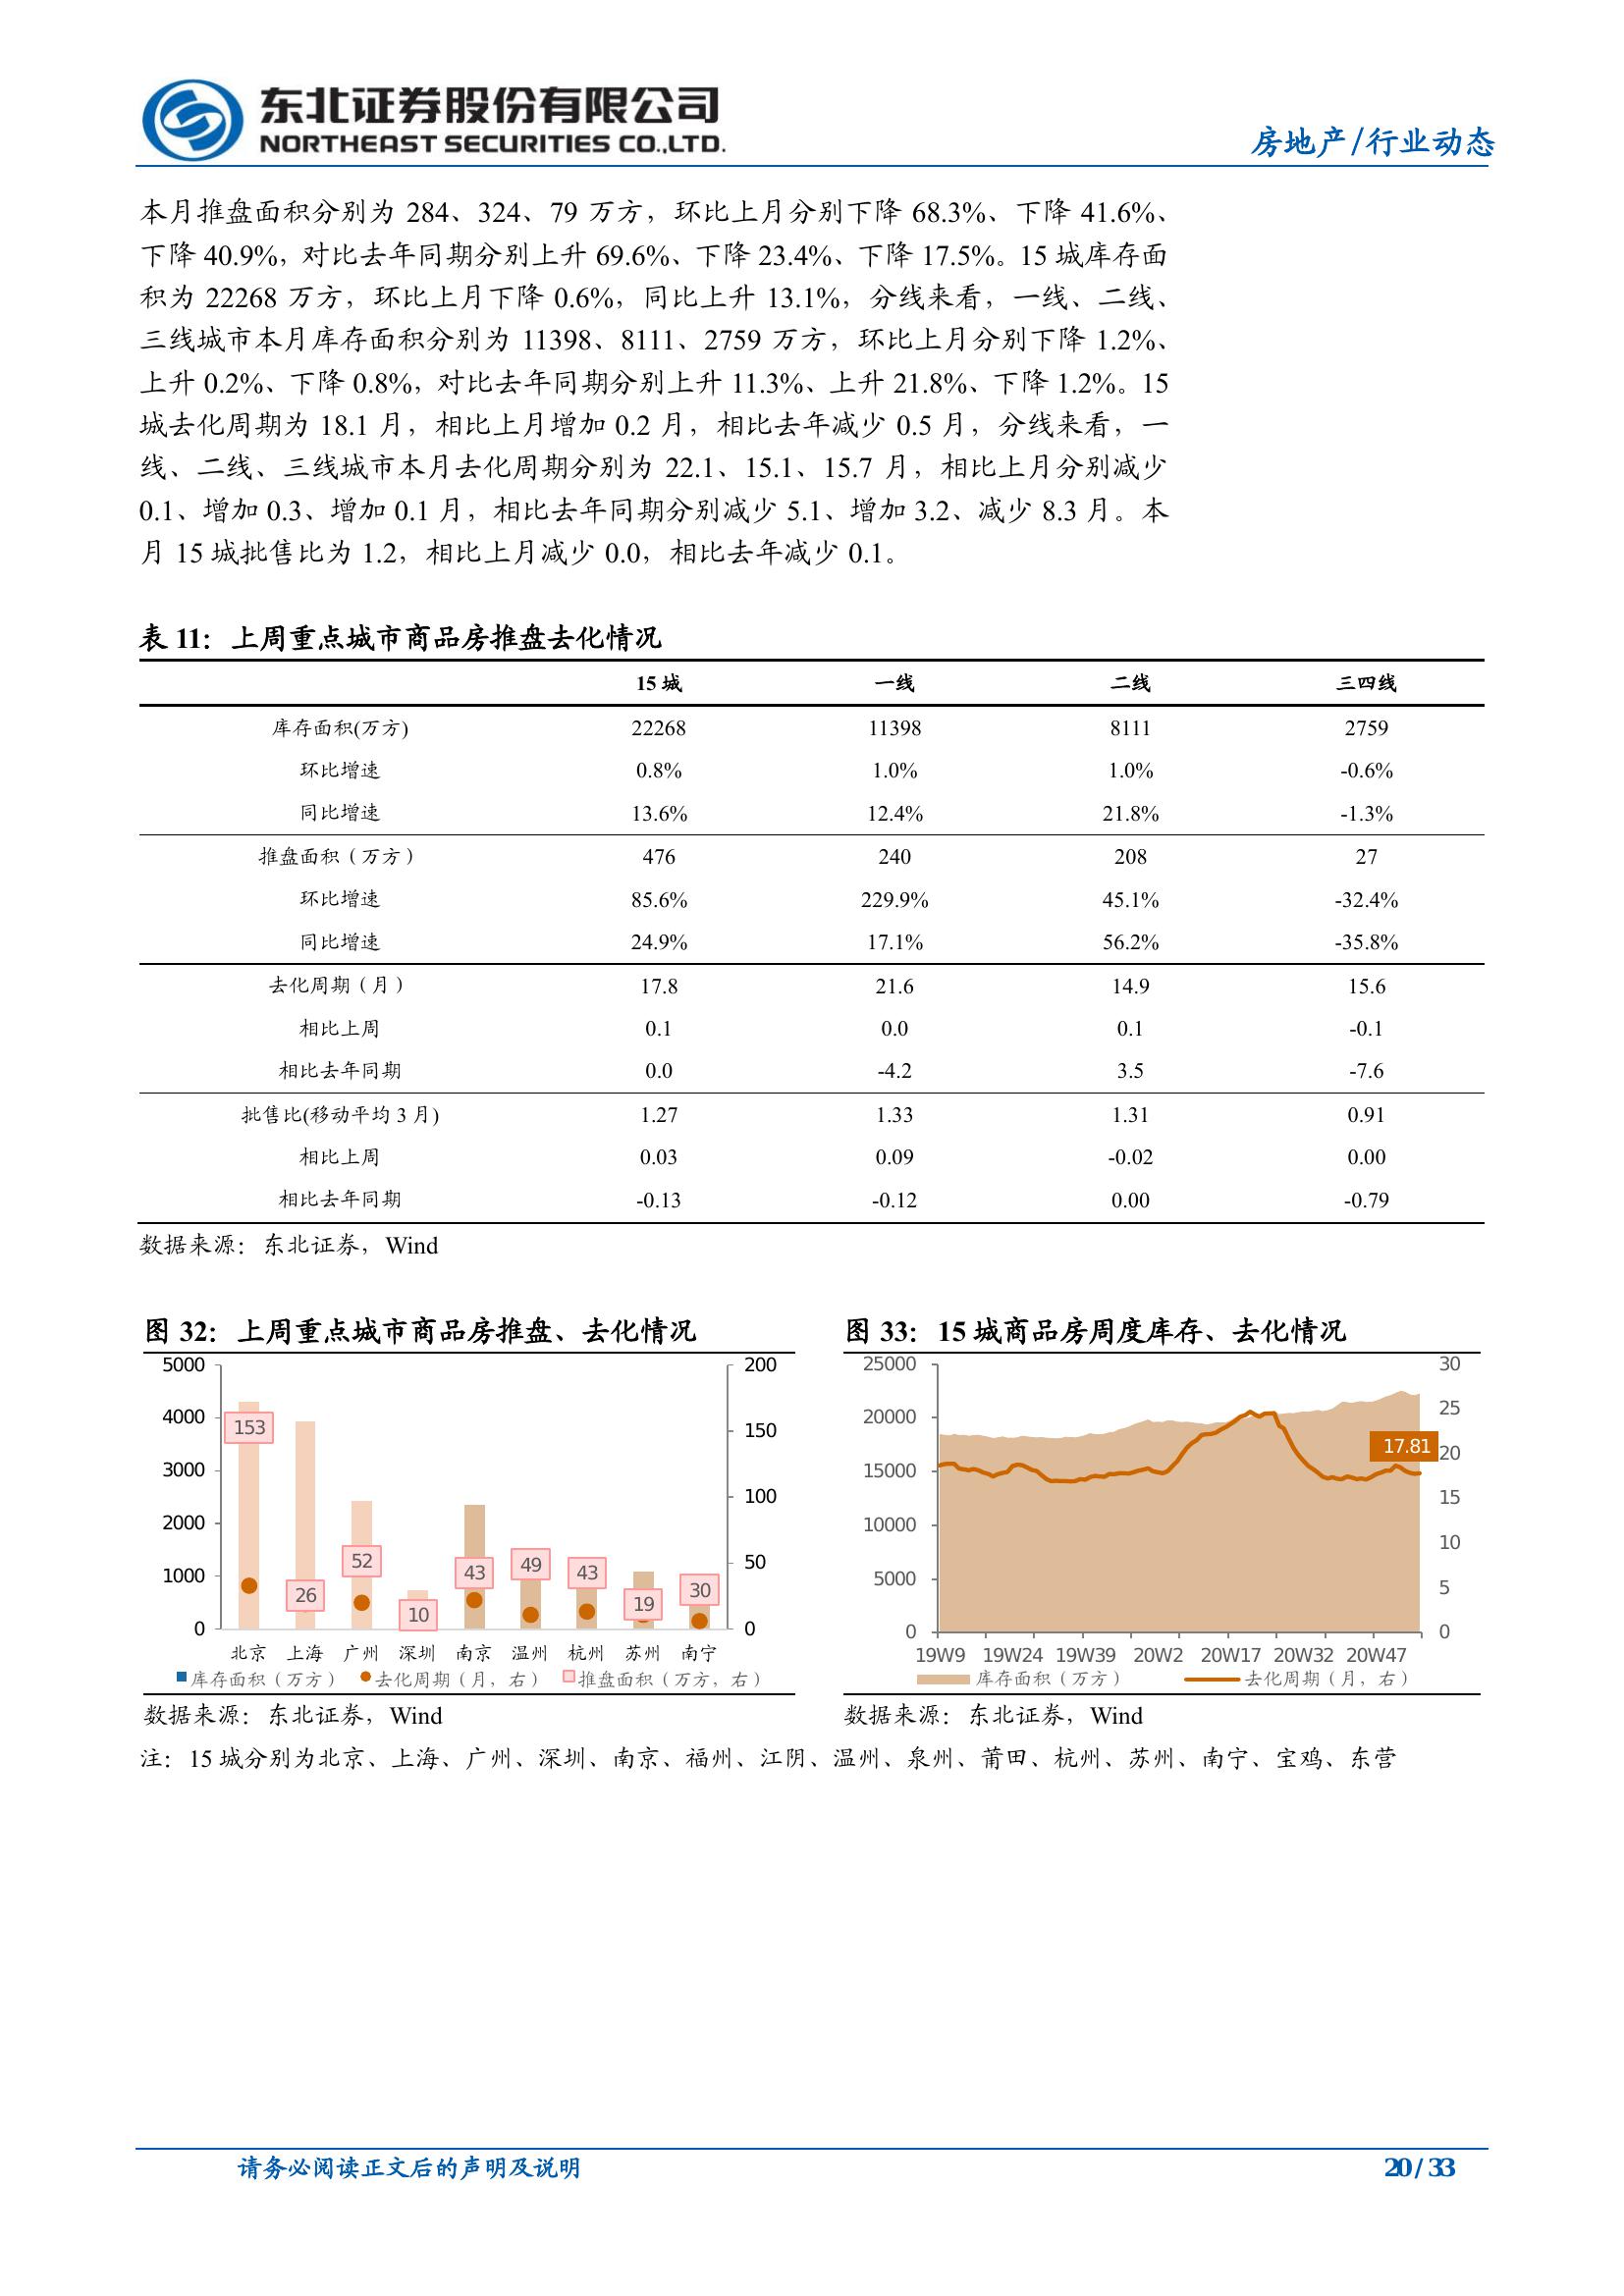 东北证券股份有限公司
NORTHEAST SECURITIES CO.,LTD.
房地产/行业动态
本月推盘面积分别为 284、324、79 万方，环比上月分别下降 68.3%、下降 41.6%、
下降 40.9%，对比去年同期分别上升 69.6%、下降 23.4%、下降 17.5%。15 城库存面
积为 22268 万方，环比上月下降 0.6%，同比上升 13.1%，分线来看，一线、二线、
三线城市本月库存面积分别为 11398、8111、2759 万方，环比上月分别下降 1.2%、
上升 0.2%、下降 0.8%，对比去年同期分别上升 11.3%、上升 21.8%、下降 1.2%。15
城去化周期为 18.1 月，相比上月增加 0.2 月，相比去年减少 0.5 月，分线来看，一
线、二线、三线城市本月去化周期分别为 22.1、15.1、15.7 月，相比上月分别减少
0.1、增加 0.3、增加 0.1 月，相比去年同期分别减少 5.1、增加 3.2、减少 8.3 月。本
月 15 城批售比为 1.2，相比上月减少 0.0，相比去年减少 0.1。
表 11：上周重点城市商品房推盘去化情况
15 城 一线 二线 三四线
库存面积(万方) 22268 11398 8111 2759
环比增速 0.8% 1.0% 1.0% -0.6%
同比增速 13.6% 12.4% 21.8% -1.3%
推盘面积（万方） 476 240 208 27
环比增速 85.6% 229.9% 45.1% -32.4%
同比增速 24.9% 17.1% 56.2% -35.8%
去化周期（月） 17.8 21.6 14.9 15.6
相比上周 0.1 0.0 0.1 -0.1
相比去年同期 0.0 -4.2 3.5 -7.6
批售比(移动平均 3 月) 1.27 1.33 1.31 0.91
相比上周 0.03 0.09 -0.02 0.00
相比去年同期 -0.13 -0.12 0.00 -0.79
数据来源：东北证券，Wind
图 32：上周重点城市商品房推盘、去化情况
5000
4000
3000
2000
1000
0
200
150
100
50
0
153
26
52
10
43
49
43
19
30
北京 上海 广州 深圳 南京 温州 杭州 苏州 南宁
库存面积（万方） 去化周期（月，右） 推盘面积（万方，右）
数据来源：东北证券，Wind
图 33：15 城商品房周度库存、去化情况
25000
20000
15000
10000
5000
0
30
25
20
15
10
5
0
17.81
19W9 19W24 19W39 20W2 20W17 20W32 20W47
库存面积（万方） 去化周期（月，右）
数据来源：东北证券，Wind
注：15 城分别为北京、上海、广州、深圳、南京、福州、江阴、温州、泉州、莆田、杭州、苏州、南宁、宝鸡、东营
请务必阅读正文后的声明及说明
20 / 33